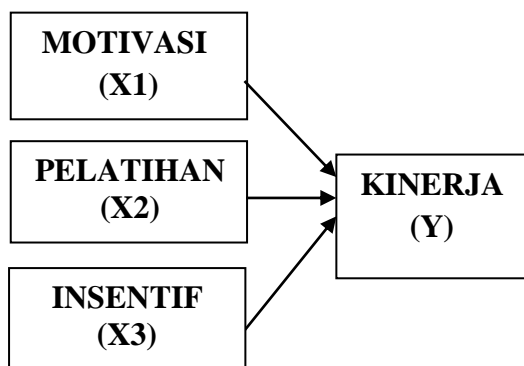 MOTIVASI
(X1)
PELATIHAN
(X2)
KINERJA
(Y)
INSENTIF
(X3)